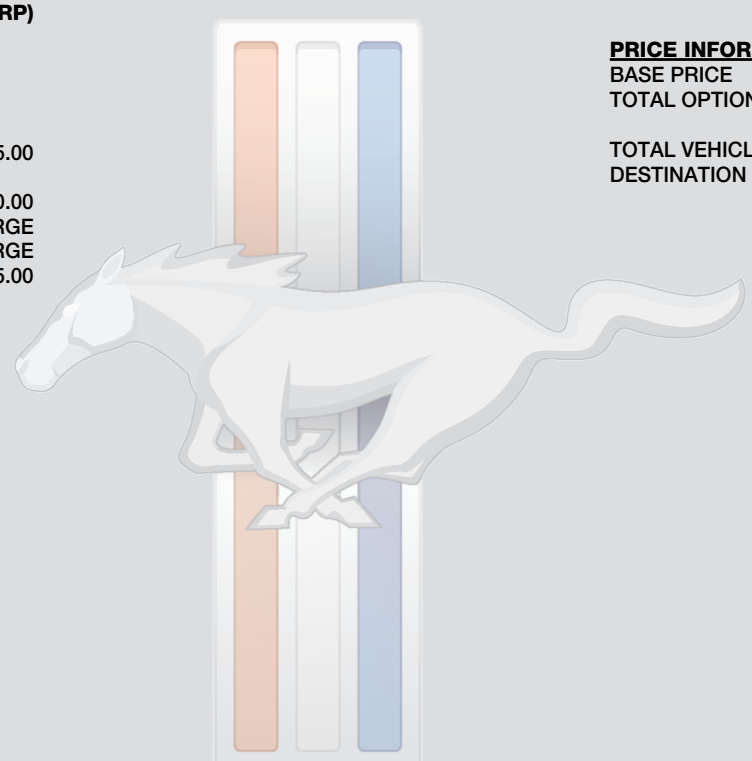 RP)
5.00
0.00
RGE
RGE
5.00
PRICE INFOR
BASE PRICE
TOTAL OPTION
TOTAL VEHICL
DESTINATION